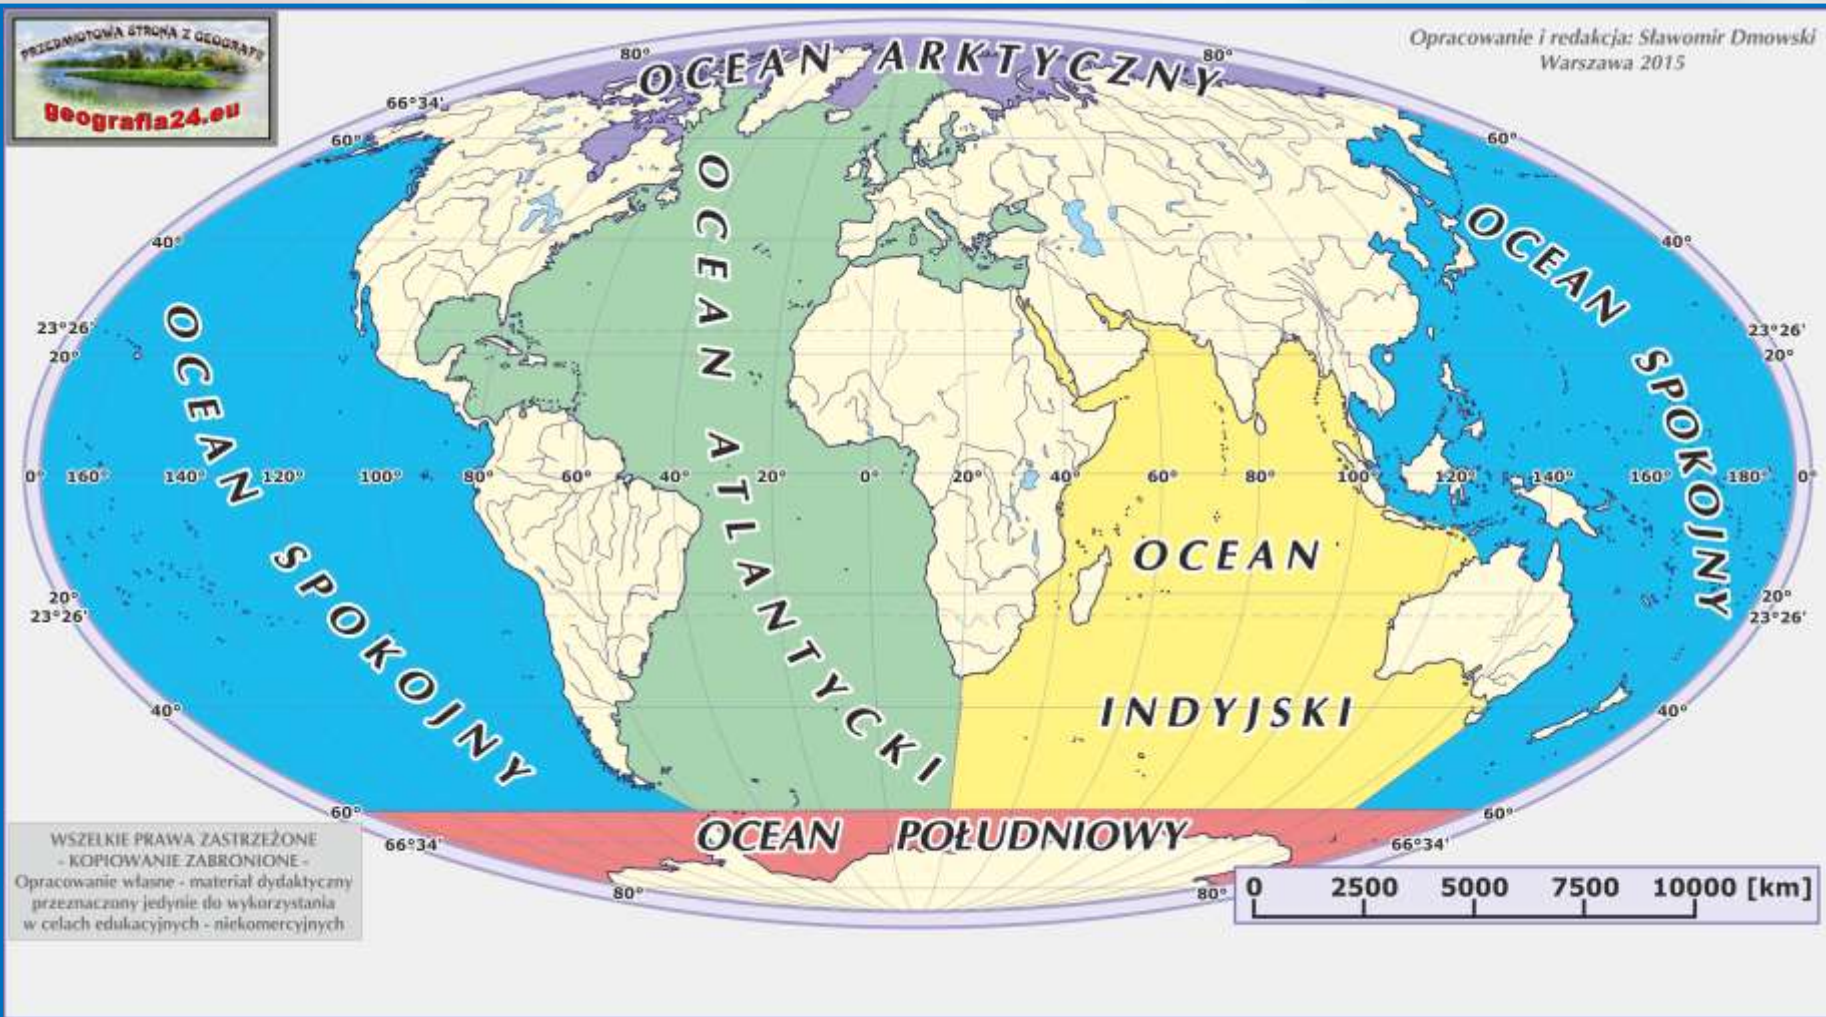 PRZEDMIOTOWA STRONA Z GEOGRAFII
geografia24.eu
Opracowanie i redakcja: Sławomir Dmowski
Warszawa 2015
OCEAN ARKTYCZNY
80° 80°
66°34'
60° 60°
40° 40°
23°26' 23°26'
20° 20°
OCEAN SPOKOJNY
OCEAN ATLANTYCKI
OCEAN SPOKOJNY
0° 160° 140° 120° 100° 80° 60° 40° 20° 0° 20° 40° 60° 80° 100° 120° 140° 160° 180° 0°
OCEAN
INDYJSKI
20° 20°
23°26' 23°26'
40° 40°
60° 60°
66°34' 66°34'
80° 80°
OCEAN POŁUDNIOWY
WSZELKIE PRAWA ZASTRZEŻONE
- KOPIOWANIE ZABRONIONE -
Opracowanie własne - materiał dydaktyczny
przeznaczony jedynie do wykorzystania
w celach edukacyjnych - niekomercyjnych
0 2500 5000 7500 10000 [km]